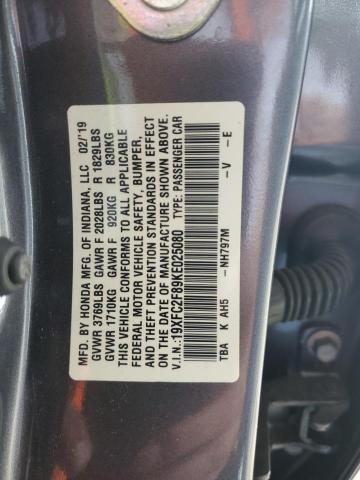 MFD. BY HONDA MFG. OF INDIANA, LLC 02/'19
GVWR 3769LBS GAWR F 2028LBS R 1829LBS
GVWR 1710KG GAWR F 920KG R 830KG
THIS VEHICLE CONFORMS TO ALL APPLICABLE
FEDERAL MOTOR VEHICLE SAFETY, BUMPER,
AND THEFT PREVENTION STANDARDS IN EFFECT
ON THE DATE OF MANUFACTURE SHOWN ABOVE.
V.I.N.: 19XFC2F89KE025080 TYPE: PASSENGER CAR
-NH797M -V -E
TBA K AH5